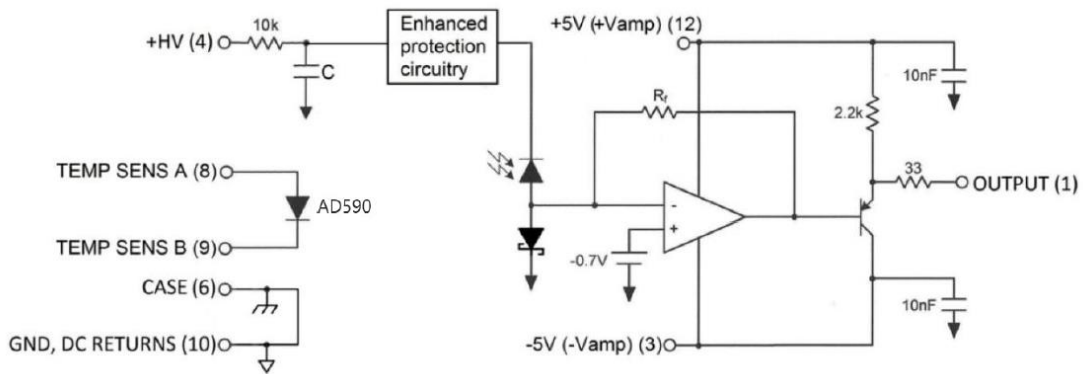 +HV (4)
10k
C
Enhanced
protection
circuitry
+5V (+Vamp) (12)
10nF
2.2k
Rf
33
OUTPUT (1)
-
+
-0.7V
TEMP SENS A (8)
AD590
TEMP SENS B (9)
CASE (6)
GND, DC RETURNS (10)
-5V (-Vamp) (3)
10nF